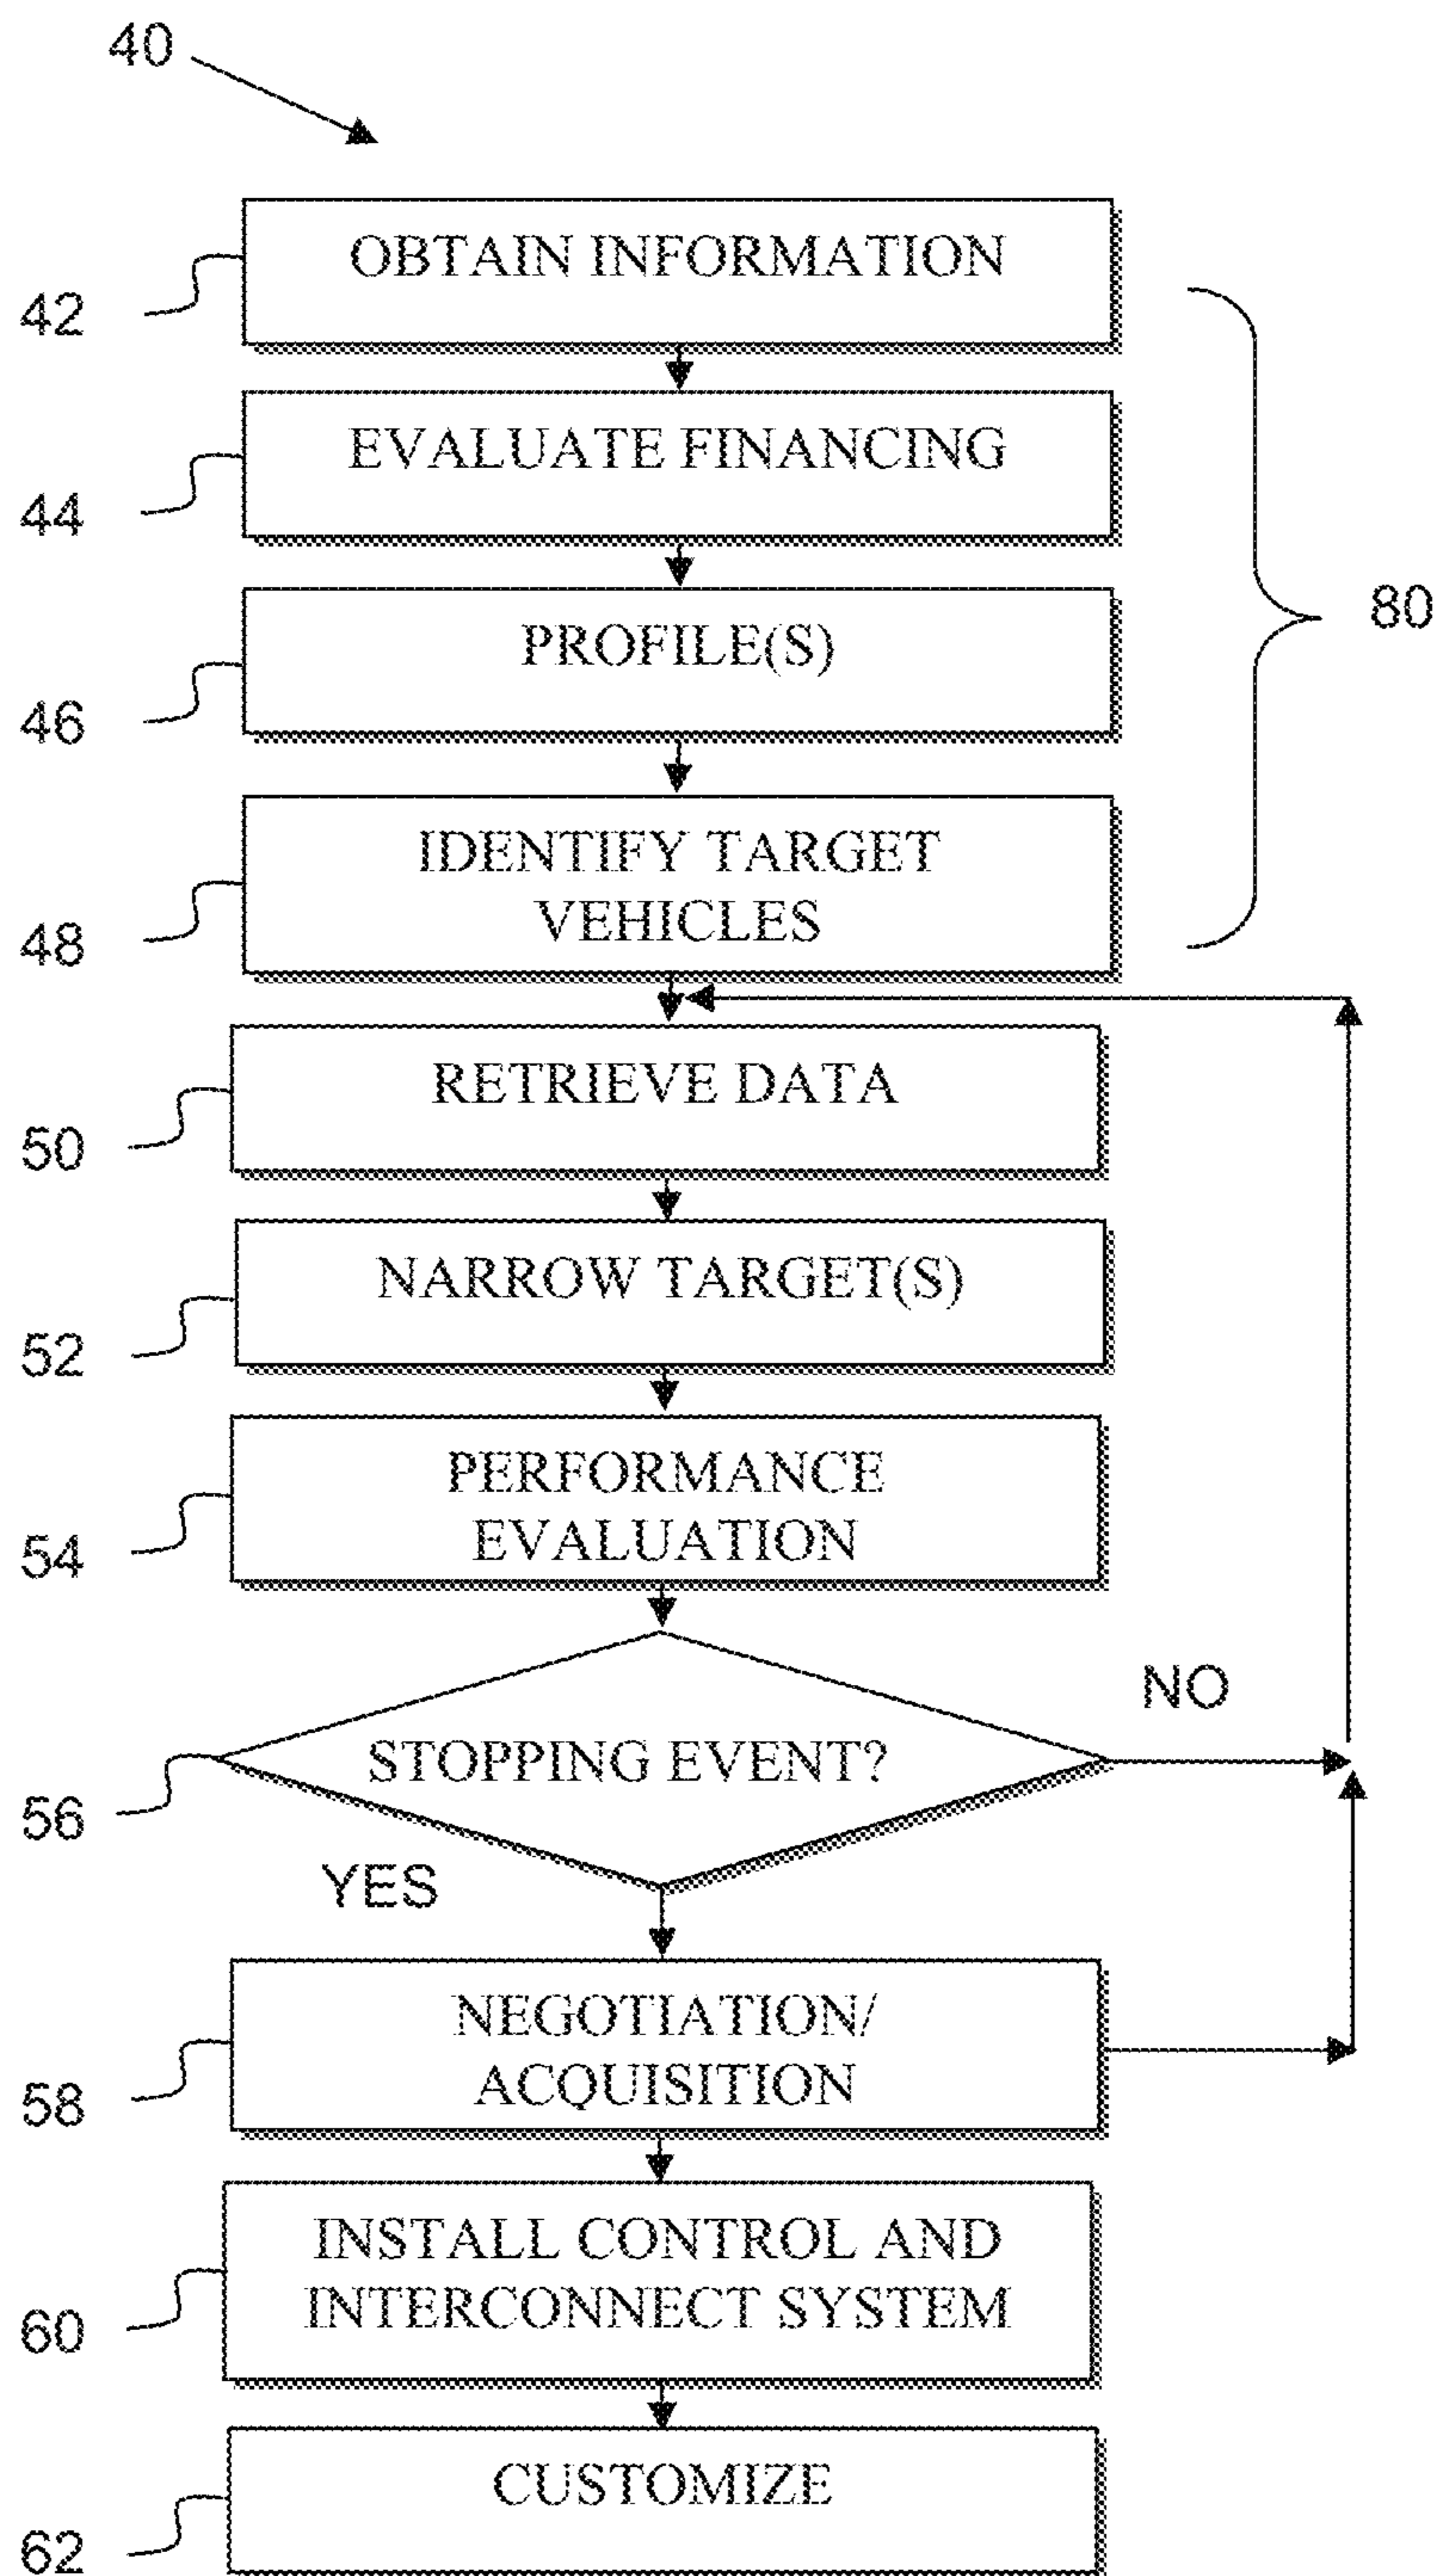 40
OBTAIN INFORMATION
42
EVALUATE FINANCING
44
80
PROFILE(S)
46
IDENTIFY TARGET
VEHICLES
48
RETRIEVE DATA
50
NARROW TARGET(S)
52
PERFORMANCE
EVALUATION
54
NO
STOPPING EVENT?
56
YES
NEGOTIATION/
ACQUISITION
58
INSTALL CONTROL AND
INTERCONNECT SYSTEM
60
CUSTOMIZE
62